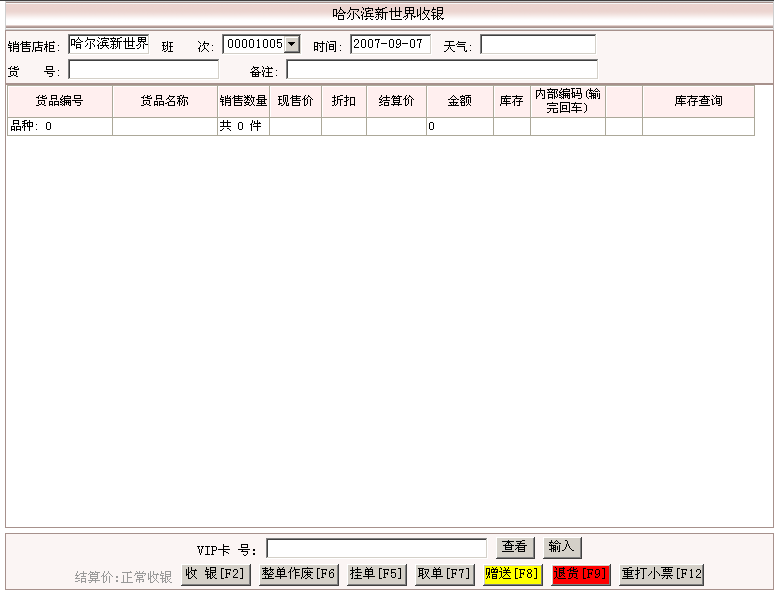 哈尔滨新世界收银
销售店柜: 哈尔滨新世界 班 次: 00001005 时间: 2007-09-07 天气:
货 号: 备注:
货品编号 货品名称 销售数量 现售价 折扣 结算价 金额 库存 内部编码(输完回车) 库存查询
品种: 0 共 0 件 0
VIP卡 号: 查看 输入
结算价:正常收银 收 银[F2] 整单作废[F6 挂单[F5] 取单[F7] 赠送[F8] 退货[F9] 重打小票[F12